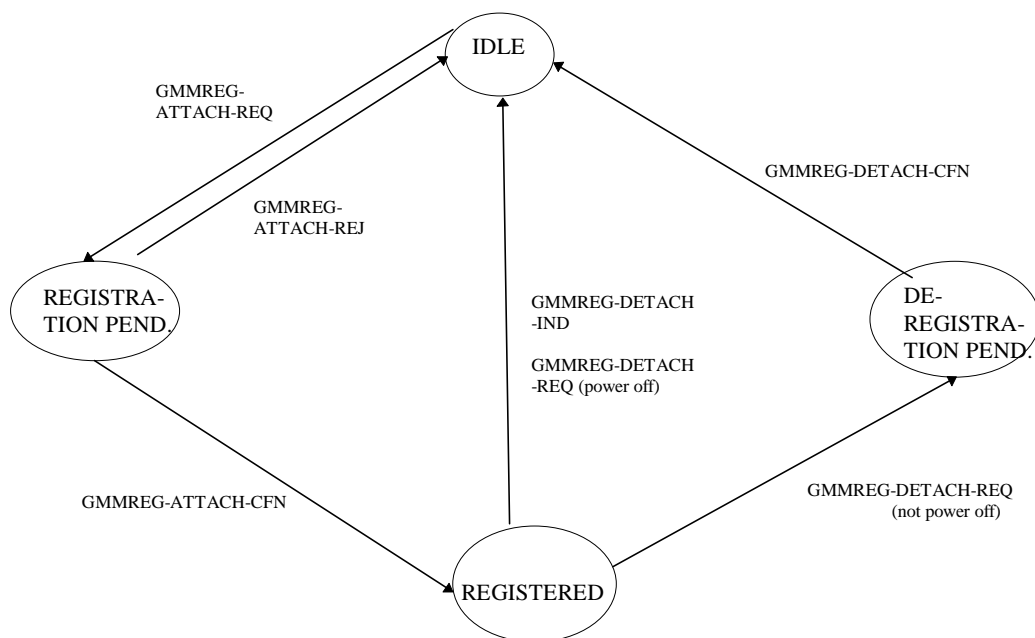 IDLE
GMMREG-
ATTACH-REQ
GMMREG-DETACH-CFN
GMMREG-
ATTACH-REJ
REGISTRA-
TION PEND.
GMMREG-DETACH
-IND
GMMREG-DETACH
-REQ (power off)
DE-
REGISTRA-
TION PEND.
GMMREG-ATTACH-CFN
GMMREG-DETACH-REQ
(not power off)
REGISTERED